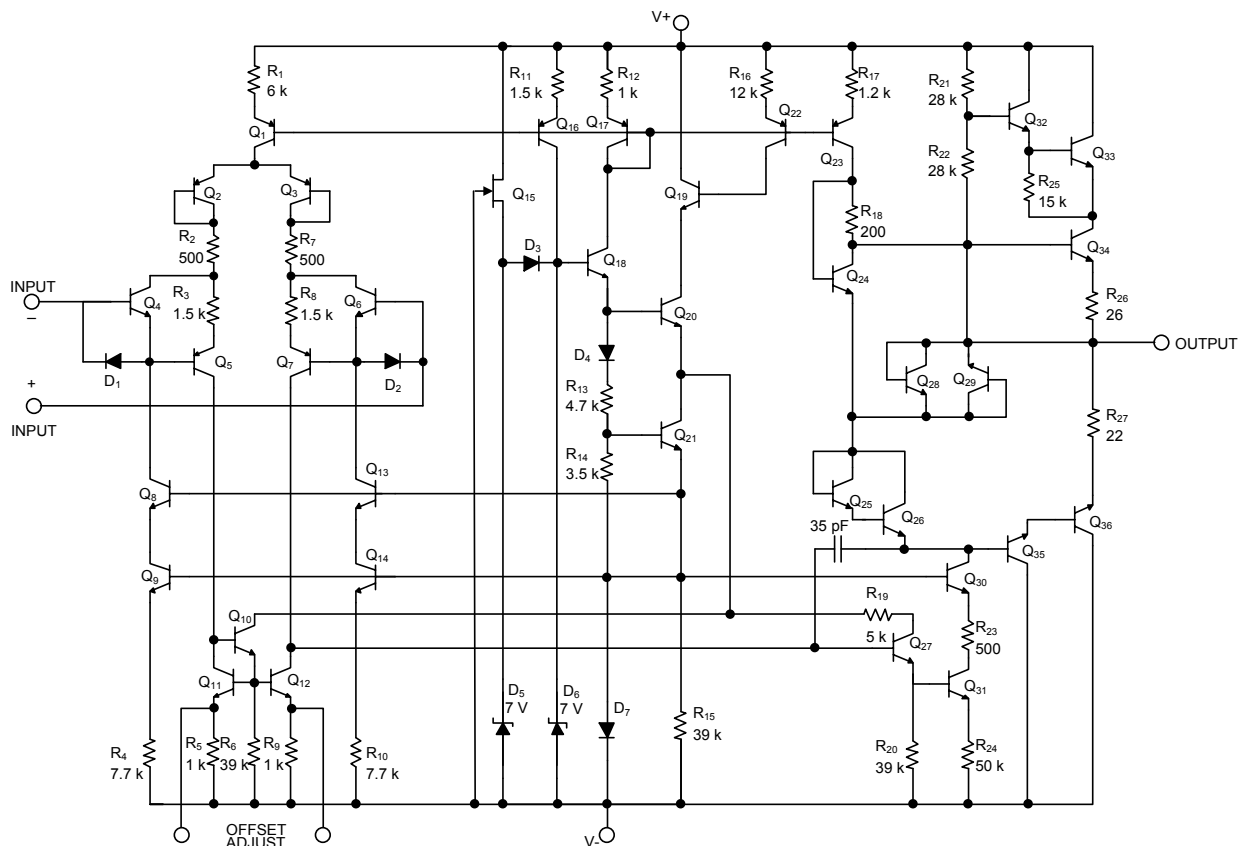 V+
R1
6 k
R11
1.5 k
R12
1 k
R16
12 k
R17
1.2 k
R21
28 k
Q1
Q16
Q17
Q22
Q23
Q32
Q33
R22
28 k
R25
15 k
Q2
Q3
Q15
Q19
R18
200
Q34
R2
500
R7
500
D3
Q18
Q24
INPUT
–
Q4
R3
1.5 k
R8
1.5 k
Q6
Q20
R26
26
D1
Q5
Q7
D2
D4
OUTPUT
+
INPUT
R13
4.7 k
Q28
Q29
Q21
R27
22
R14
3.5 k
Q8
Q13
Q25
Q26
35 pF
Q36
Q35
Q9
Q14
Q30
R19
5 k
Q10
Q27
R23
500
Q11
Q12
Q31
D5
7 V
D6
7 V
D7
R15
39 k
R4
7.7 k
R5
1 k
R6
39 k
R9
1 k
R10
7.7 k
R20
39 k
R24
50 k
OFFSET
ADJUST
V-